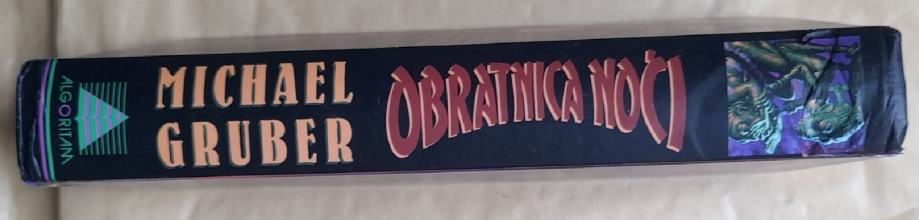 ALGORITAM
MICHAEL
GRUBER
OBRATNICA NOĆI